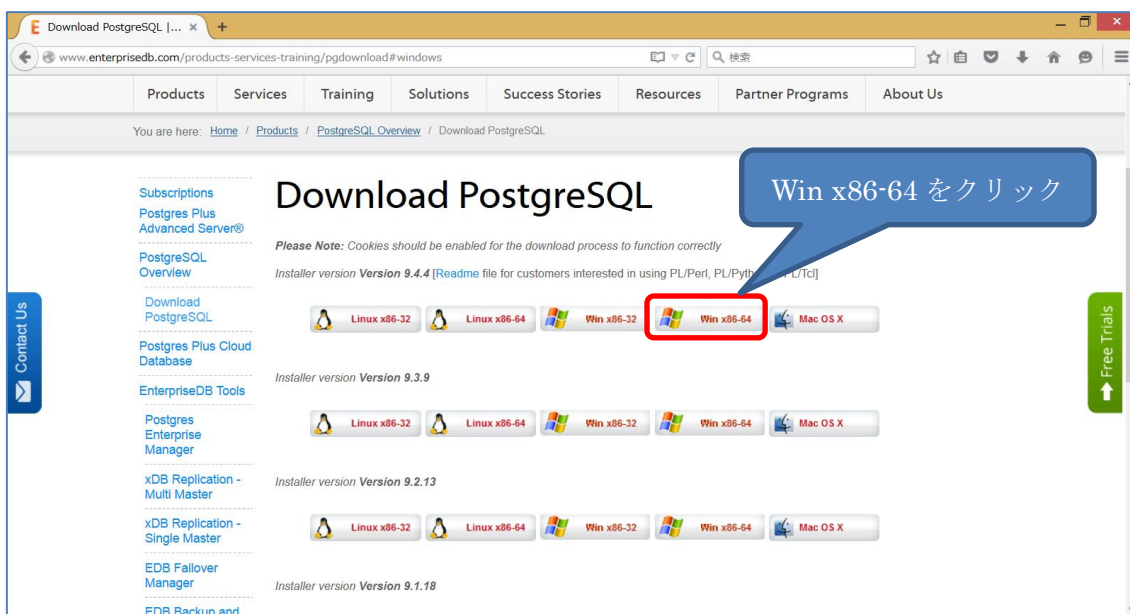 Download PostgreSQL | ...
www.enterprisedb.com/products-services-training/pgdownload#windows
検索
Products Services Training Solutions Success Stories Resources Partner Programs About Us
You are here: Home / Products / PostgreSQL Overview / Download PostgreSQL
Win x86-64 をクリック
Download PostgreSQL
Please Note: Cookies should be enabled for the download process to function correctly
Installer version Version 9.4.4 [Readme file for customers interested in using PL/Perl, PL/Pyth PL/Tcl]
Linux x86-32 Linux x86-64 Win x86-32 Win x86-64 Mac OS X
Installer version Version 9.3.9
Linux x86-32 Linux x86-64 Win x86-32 Win x86-64 Mac OS X
Installer version Version 9.2.13
Linux x86-32 Linux x86-64 Win x86-32 Win x86-64 Mac OS X
Installer version Version 9.1.18
Subscriptions
Postgres Plus
Advanced Server®
PostgreSQL
Overview
Download
PostgreSQL
Postgres Plus Cloud
Database
EnterpriseDB Tools
Postgres
Enterprise
Manager
xDB Replication -
Multi Master
xDB Replication -
Single Master
EDB Failover
Manager
EDB Backup and
Contact Us
Free Trials